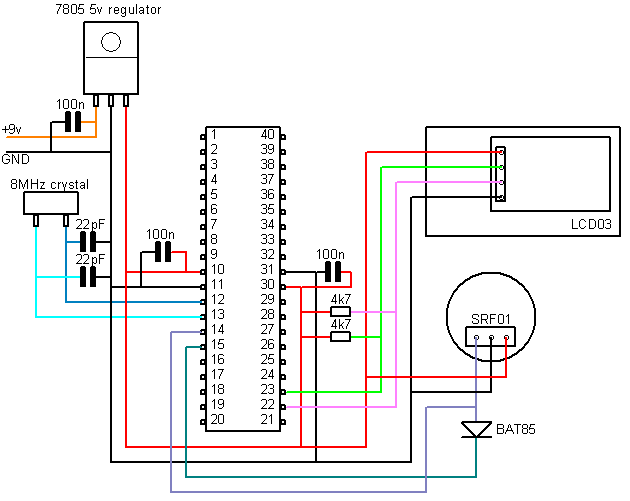 7805 5v regulator
100n
+9v
GND
8MHz crystal
22pF
22pF
100n
1 40
2 39
3 38
4 37
5 36
6 35
7 34
8 33
9 32
10 31
11 30
12 29
13 28
14 27
15 26
16 25
17 24
18 23
19 22
20 21
100n
4k7
4k7
LCD03
SRF01
BAT85